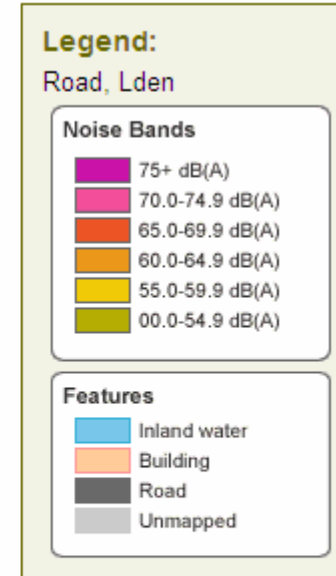 Legend:
Road, Lden
Noise Bands
75+ dB(A)
70.0-74.9 dB(A)
65.0-69.9 dB(A)
60.0-64.9 dB(A)
55.0-59.9 dB(A)
00.0-54.9 dB(A)
Features
Inland water
Building
Road
Unmapped